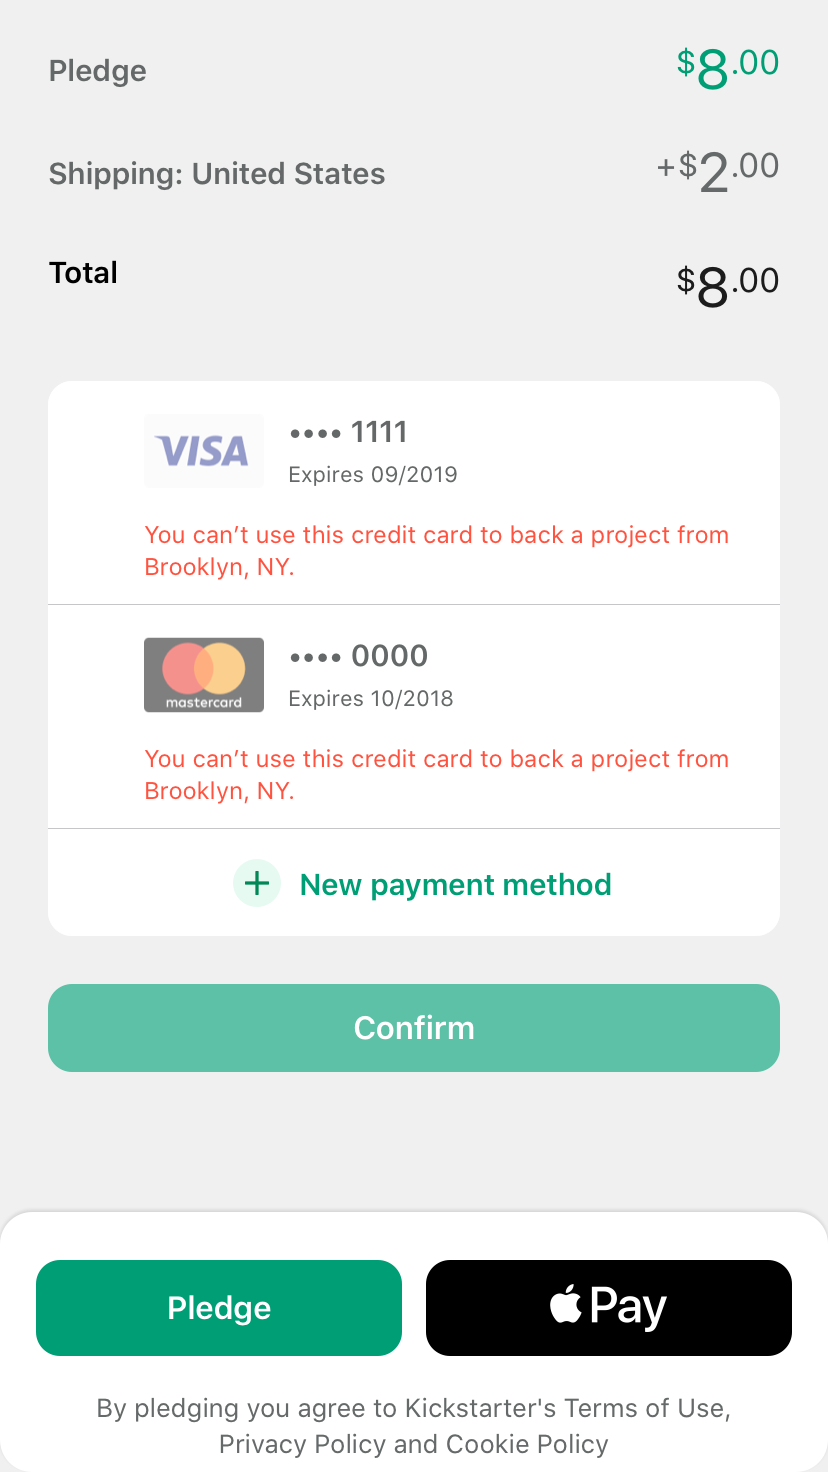 Pledge $8.00
Shipping: United States +$2.00
Total $8.00
VISA •••• 1111
Expires 09/2019
You can’t use this credit card to back a project from
Brooklyn, NY.
mastercard •••• 0000
Expires 10/2018
You can’t use this credit card to back a project from
Brooklyn, NY.
+ New payment method
Confirm
Pledge Pay
By pledging you agree to Kickstarter's Terms of Use,
Privacy Policy and Cookie Policy